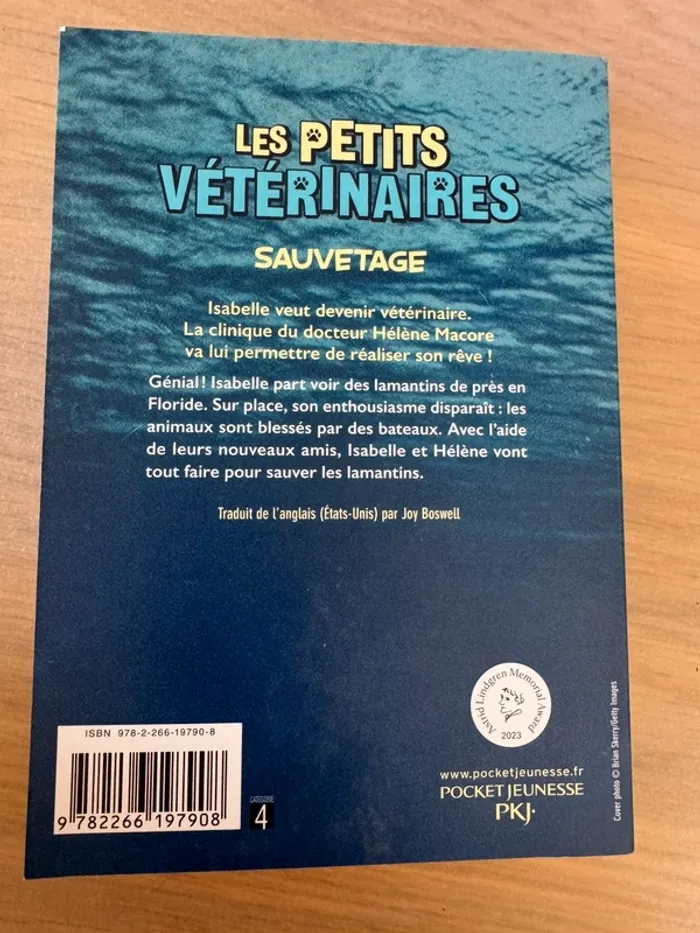 LES PETITS
VÉTÉRINAIRES
SAUVETAGE
Isabelle veut devenir vétérinaire.
La clinique du docteur Hélène Macore
va lui permettre de réaliser son rêve !
Génial ! Isabelle part voir des lamantins de près en
Floride. Sur place, son enthousiasme disparaît : les
animaux sont blessés par des bateaux. Avec l'aide
de leurs nouveaux amis, Isabelle et Hélène vont
tout faire pour sauver les lamantins.
Traduit de l'anglais (États-Unis) par Joy Boswell
Astrid Lindgren Memorial Award
2023
ISBN 978-2-266-19790-8
9 782266 197908
CATÉGORIE
4
www.pocketjeunesse.fr
POCKET JEUNESSE
PKJ·
Cover photo © Brian Skerry/Getty Images